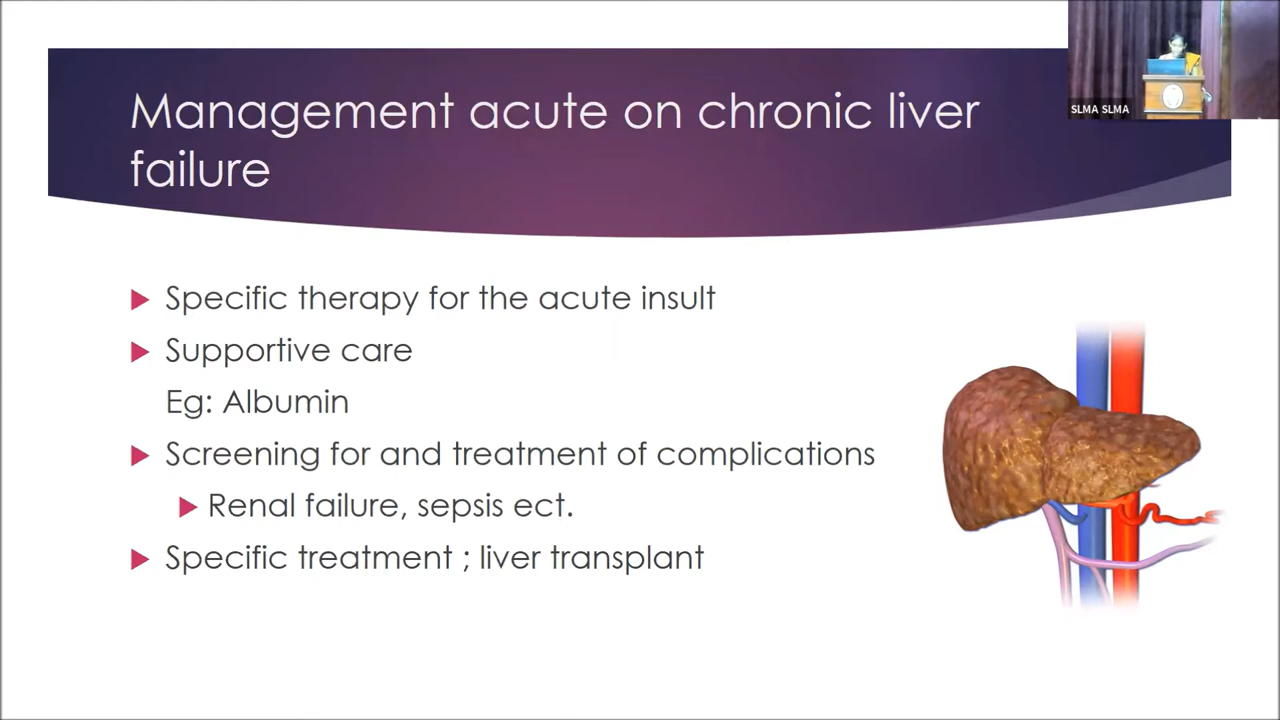 Management acute on chronic liver
failure
SLMA SLMA
Specific therapy for the acute insult
Supportive care
Eg: Albumin
Screening for and treatment of complications
Renal failure, sepsis ect.
Specific treatment ; liver transplant